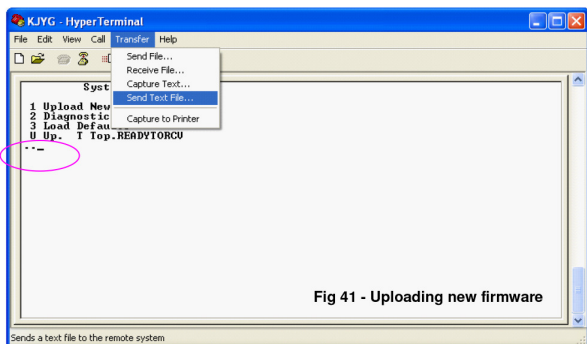 KJYG - HyperTerminal
File Edit View Call Transfer Help
Send File...
Receive File...
Capture Text...
Send Text File...
Capture to Printer
Syst
1 Upload New
2 Diagnostic
3 Load Defau
U Up. T Top.READYTORCV
--_
Fig 41 - Uploading new firmware
Sends a text file to the remote system